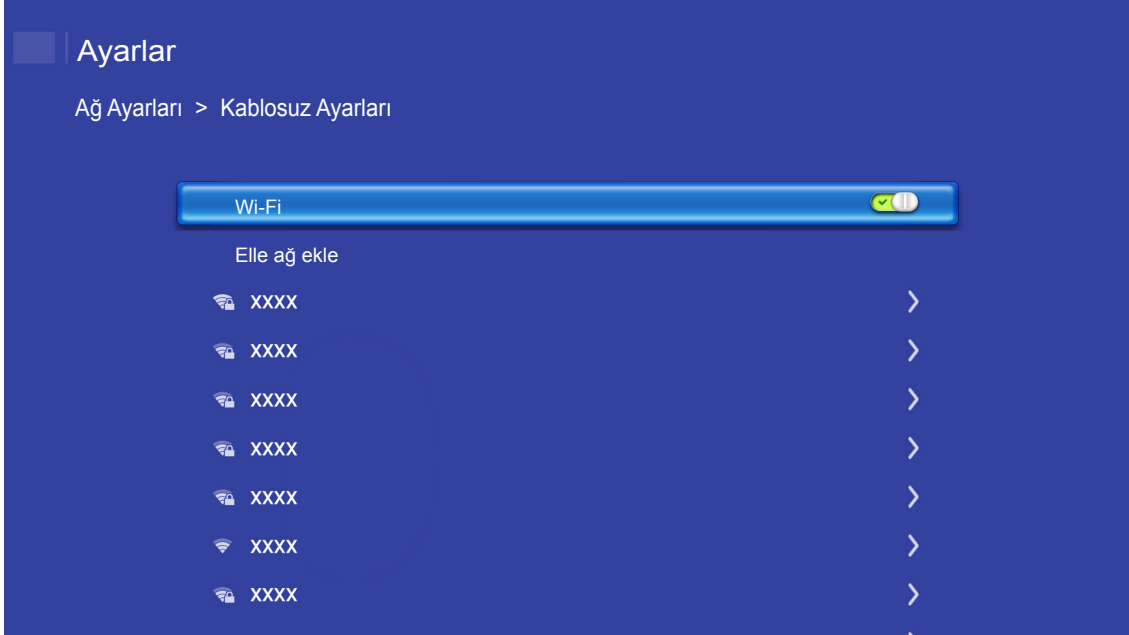 Ayarlar
Ağ Ayarları > Kablosuz Ayarları
Wi-Fi
Elle ağ ekle
XXXX
XXXX
XXXX
XXXX
XXXX
XXXX
XXXX